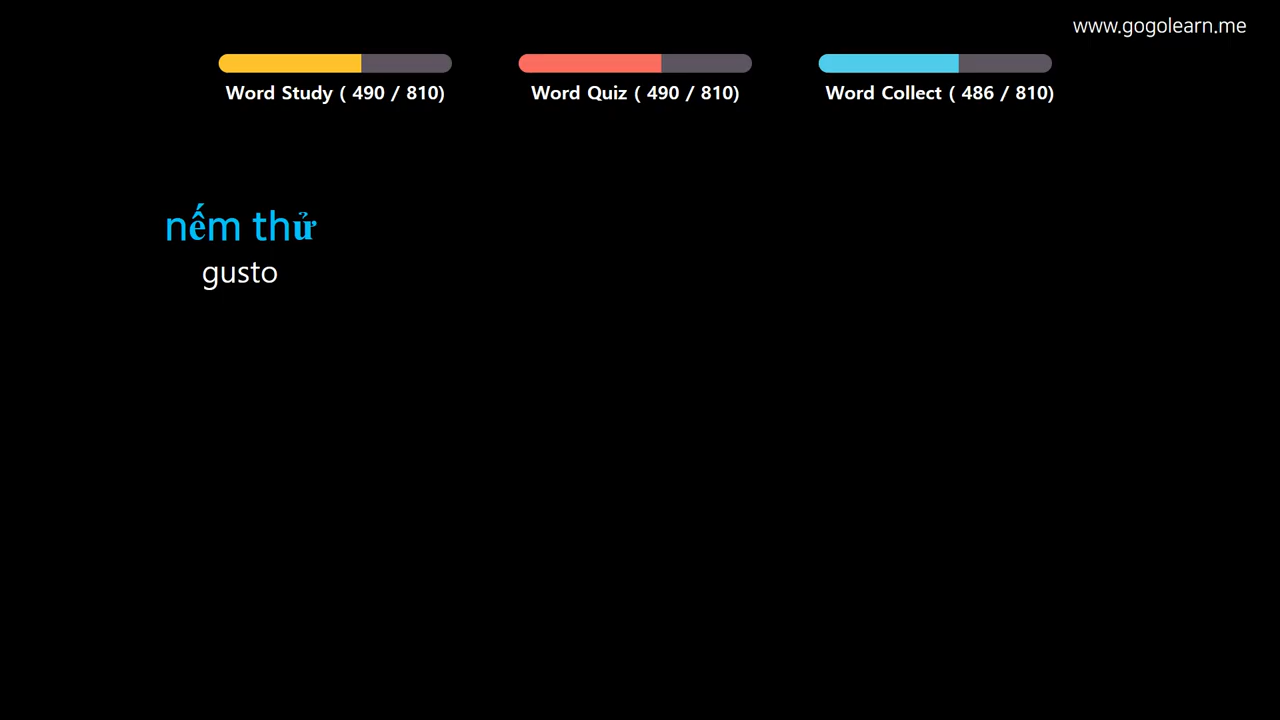 www.gogolearn.me
Word Study ( 490 / 810)
Word Quiz ( 490 / 810)
Word Collect ( 486 / 810)
nếm thử
gusto